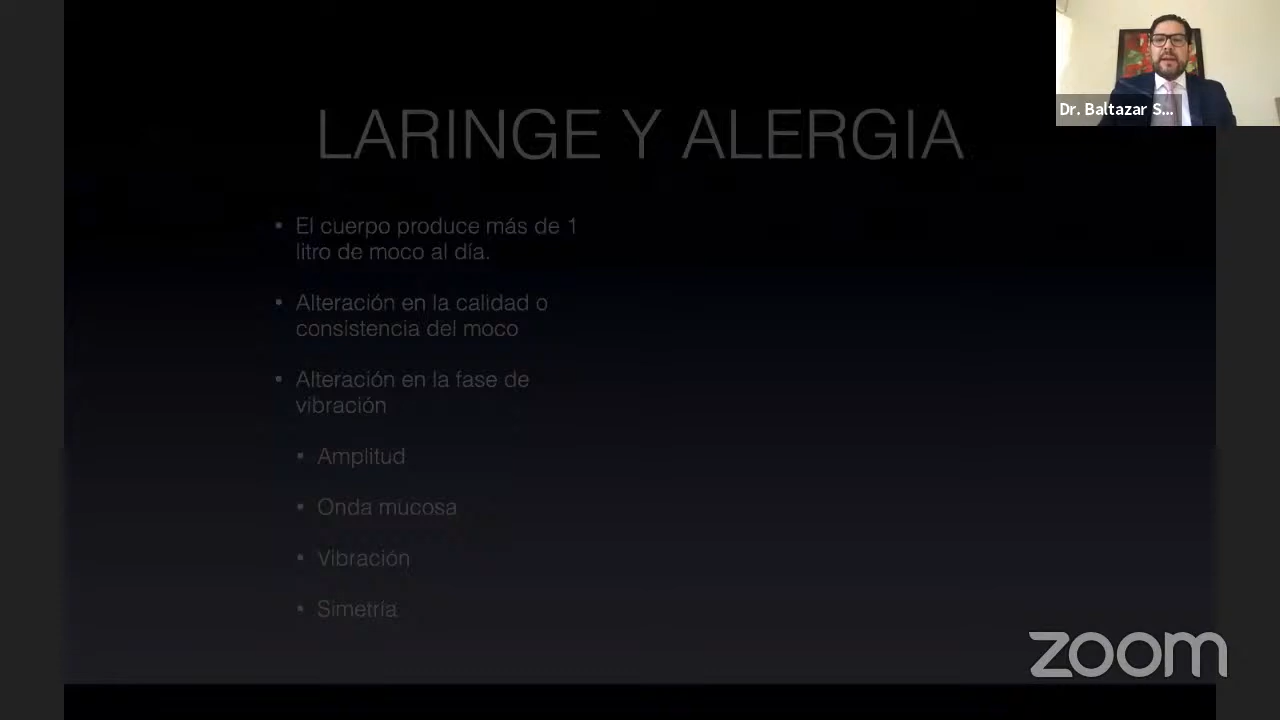 Dr. Baltazar S...
LARINGE Y ALERGIA
• El cuerpo produce más de 1
litro de moco al día.
• Alteración en la calidad o
consistencia del moco
• Alteración en la fase de
vibración
• Amplitud
• Onda mucosa
• Vibración
• Simetría
zoom